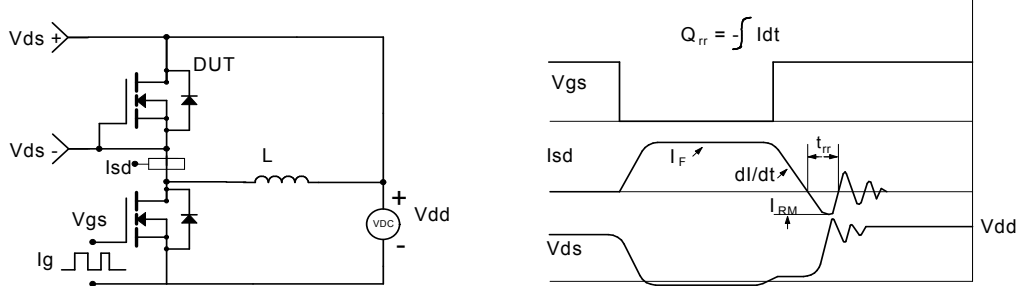 Vds +
DUT
Vds -
Isd
L
Vgs
Ig
+
VDC
-
Vdd
Q rr = -∫ Idt
Vgs
Isd
I F
dI/dt
t rr
I RM
Vds
Vdd